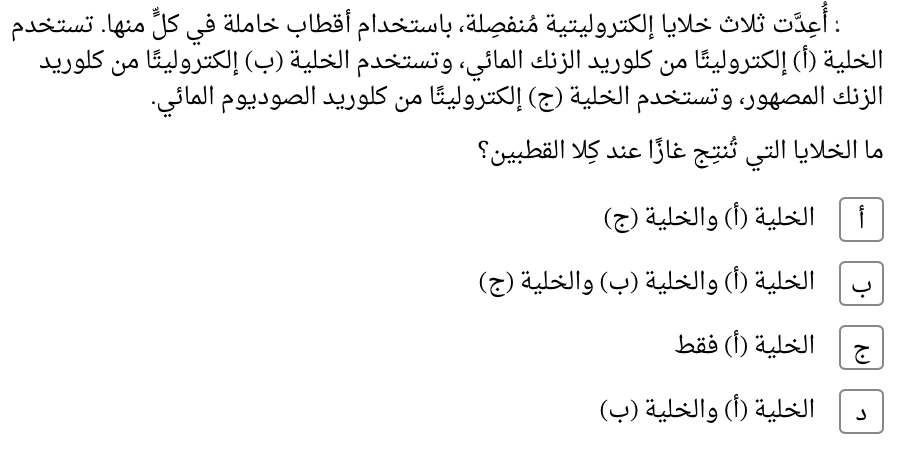 : أُعِدَّت ثلاث خلايا إلكتروليتية مُنفصِلة، باستخدام أقطاب خاملة في كلٍّ منها. تستخدم
الخلية (أ) إلكتروليتًا من كلوريد الزنك المائي، وتستخدم الخلية (ب) إلكتروليتًا من كلوريد
الزنك المصهور، وتستخدم الخلية (ج) إلكتروليتًا من كلوريد الصوديوم المائي.
ما الخلايا التي تُنتِج غازًا عند كِلا القطبين؟
أ الخلية (أ) والخلية (ج)
ب الخلية (أ) والخلية (ب) والخلية (ج)
ج الخلية (أ) فقط
د الخلية (أ) والخلية (ب)